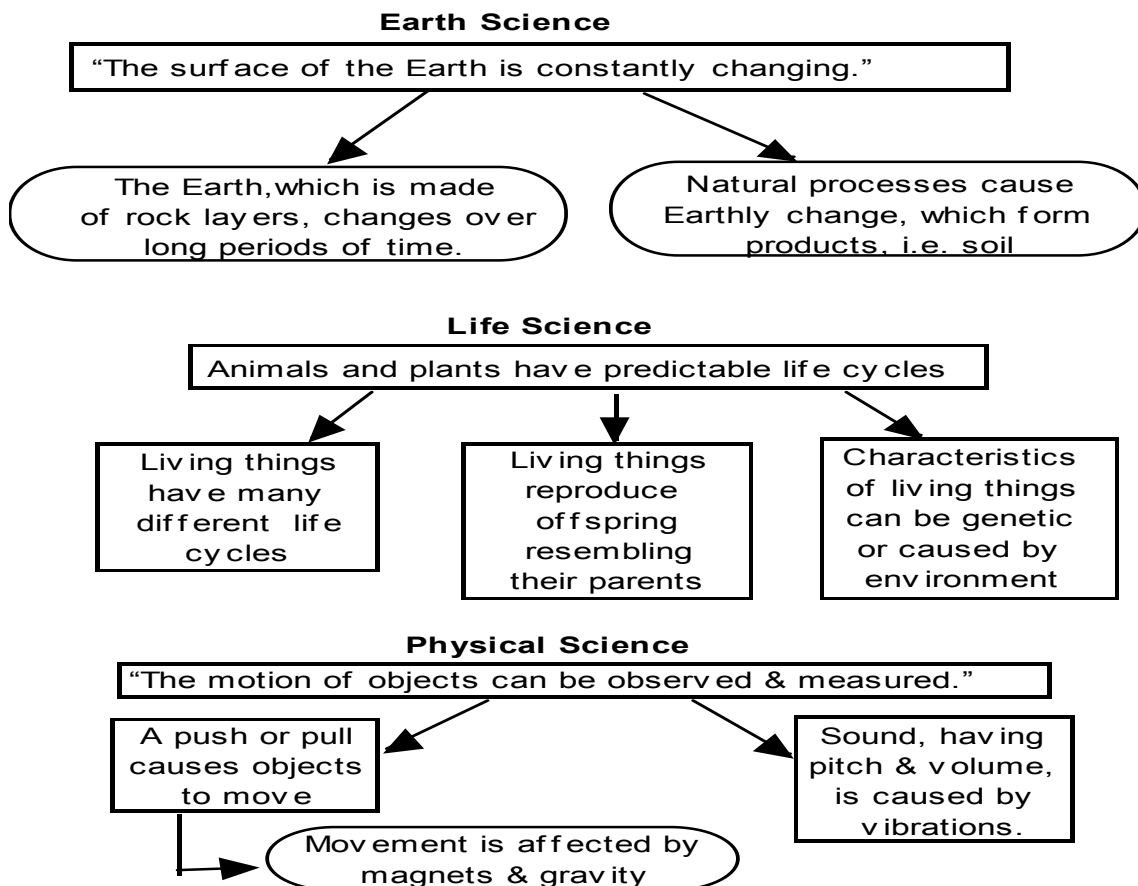 Earth Science
“The surface of the Earth is constantly changing.”
The Earth,which is made
of rock layers, changes over
long periods of time.
Natural processes cause
Earthly change, which form
products, i.e. soil
Life Science
Animals and plants have predictable life cycles
Living things
have many
different life
cycles
Living things
reproduce
offspring
resembling
their parents
Characteristics
of living things
can be genetic
or caused by
environment
Physical Science
“The motion of objects can be observed & measured.”
A push or pull
causes objects
to move
Sound, having
pitch & volume,
is caused by
vibrations.
Movement is affected by
magnets & gravity